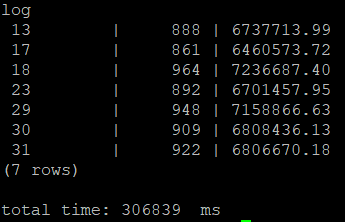 log
13 | 888 | 6737713.99
17 | 861 | 6460573.72
18 | 964 | 7236687.40
23 | 892 | 6701457.95
29 | 948 | 7158866.63
30 | 909 | 6808436.13
31 | 922 | 6806670.18
(7 rows)
total time: 306839 ms